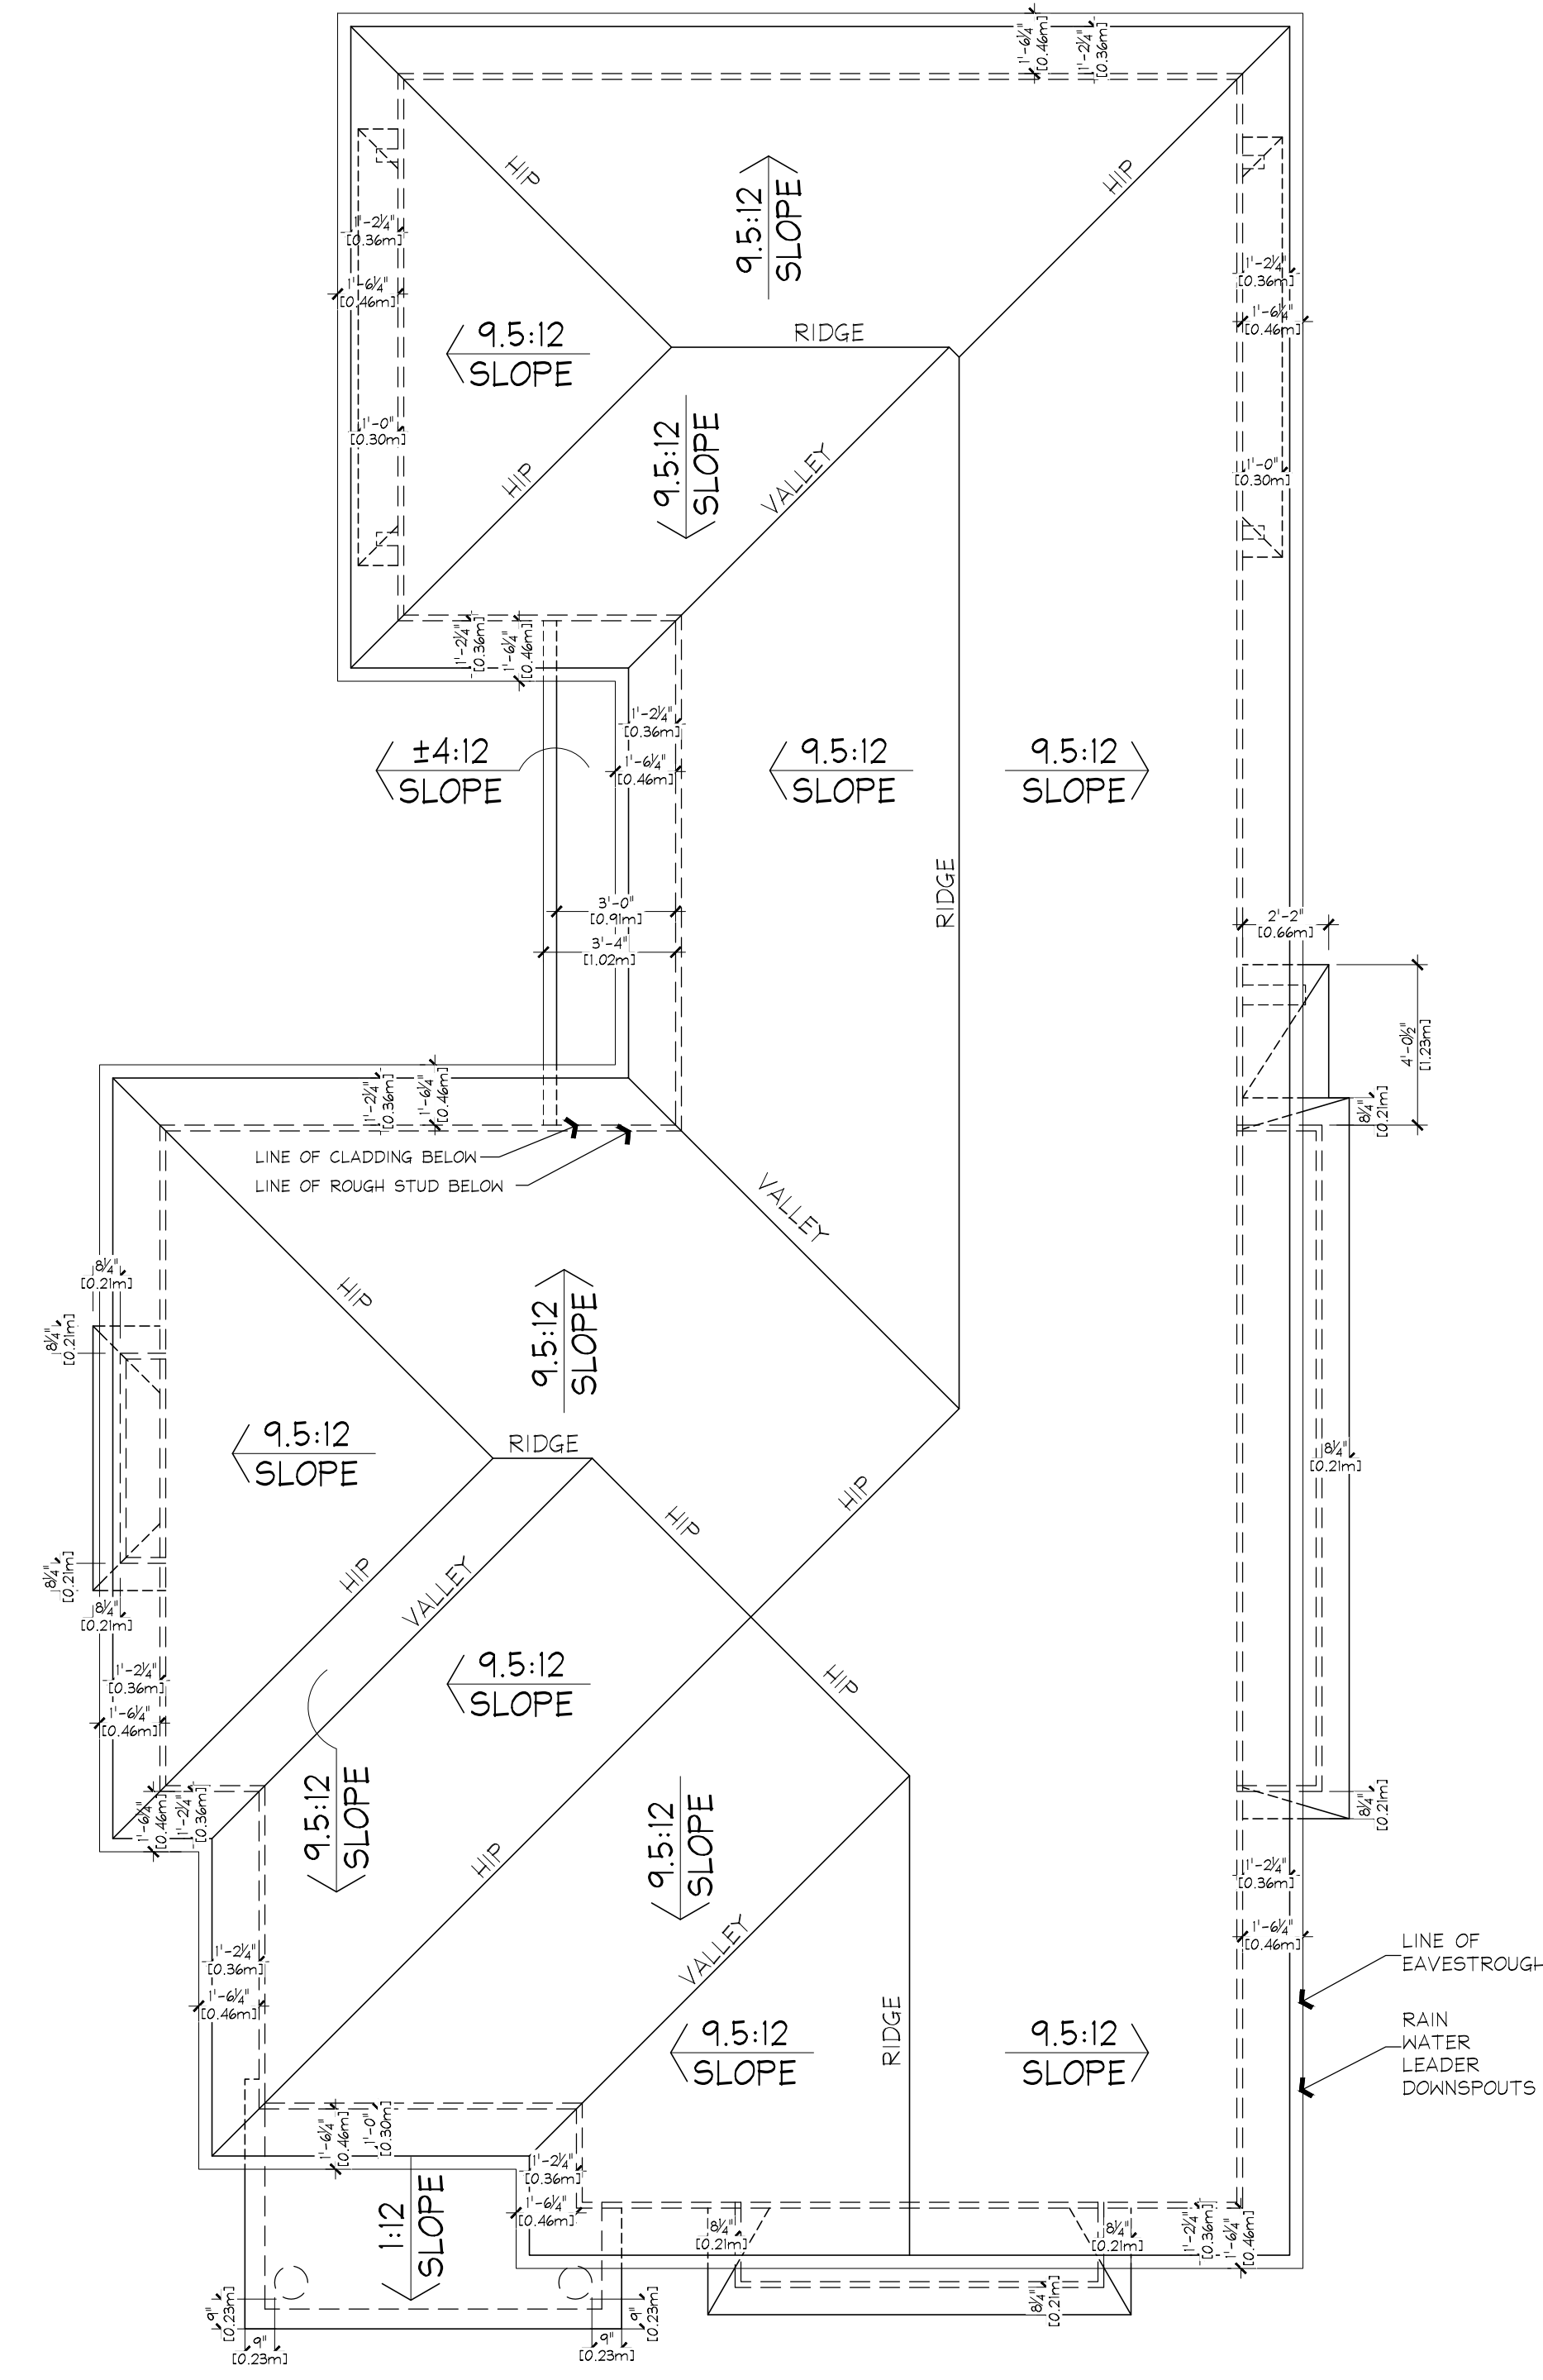 1'-6¼"
[0.46m]
1'-2¼"
[0.36m]
HIP
HIP
9.5:12
SLOPE
1'-2¼"
[0.36m]
1'-6¼"
[0.46m]
1'-2¼"
[0.36m]
1'-6¼"
[0.46m]
RIDGE
9.5:12
SLOPE
9.5:12
SLOPE
1'-0"
[0.30m]
HIP
VALLEY
1'-0"
[0.30m]
1'-2¼"
[0.36m]
1'-6¼"
[0.46m]
1'-2¼"
[0.36m]
1'-6¼"
[0.46m]
±4:12
SLOPE
9.5:12
SLOPE
9.5:12
SLOPE
RIDGE
3'-0"
[0.91m]
3'-4"
[1.02m]
2'-2"
[0.66m]
4'-0½"
[1.23m]
8¼"
[0.21m]
1'-2¼"
[0.36m]
1'-6¼"
[0.46m]
LINE OF CLADDING BELOW
LINE OF ROUGH STUD BELOW
VALLEY
8¼"
[0.21m]
8¼"
[0.21m]
HIP
9.5:12
SLOPE
9.5:12
SLOPE
RIDGE
8¼"
[0.21m]
HIP
HIP
8¼"
[0.21m]
8¼"
[0.21m]
HIP
VALLEY
1'-2¼"
[0.36m]
1'-6¼"
[0.46m]
9.5:12
SLOPE
HIP
1'-6¼"
[0.46m]
1'-2¼"
[0.36m]
9.5:12
SLOPE
HIP
9.5:12
SLOPE
8¼"
[0.21m]
1'-2¼"
[0.36m]
1'-6¼"
[0.46m]
VALLEY
1'-2¼"
[0.36m]
1'-6¼"
[0.46m]
LINE OF
EAVESTROUGH
RAIN
WATER
LEADER
DOWNSPOUTS
9.5:12
SLOPE
RIDGE
9.5:12
SLOPE
1'-6¼"
[0.46m]
1'-0"
[0.30m]
1'-2¼"
[0.36m]
1'-6¼"
[0.46m]
1:12
SLOPE
8¼"
[0.21m]
8¼"
[0.21m]
1'-2¼"
[0.36m]
1'-6¼"
[0.46m]
8¼"
[0.21m]
9"
[0.23m]
9"
[0.23m]
9"
[0.23m]
9"
[0.23m]